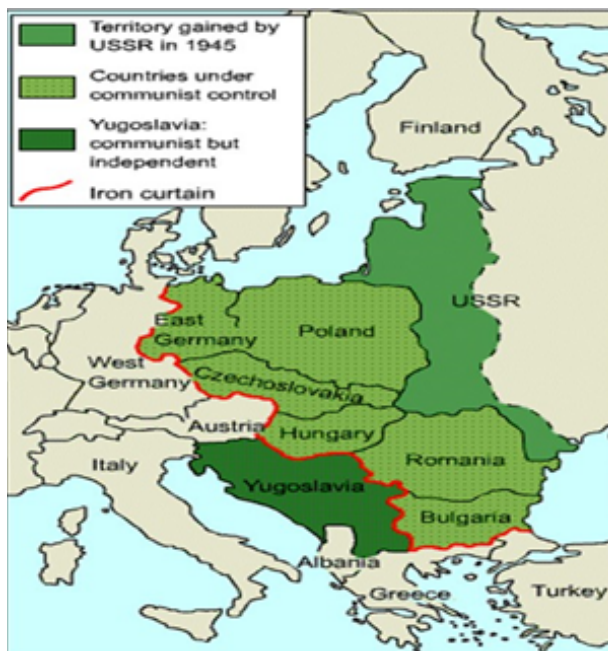 Territory gained by
USSR in 1945
Countries under
communist control
Yugoslavia:
communist but
independent
Iron curtain
Finland
USSR
East
Germany
Poland
West
Germany
Czechoslovakia
Austria
Hungary
Romania
Italy
Yugoslavia
Bulgaria
Albania
Greece
Turkey